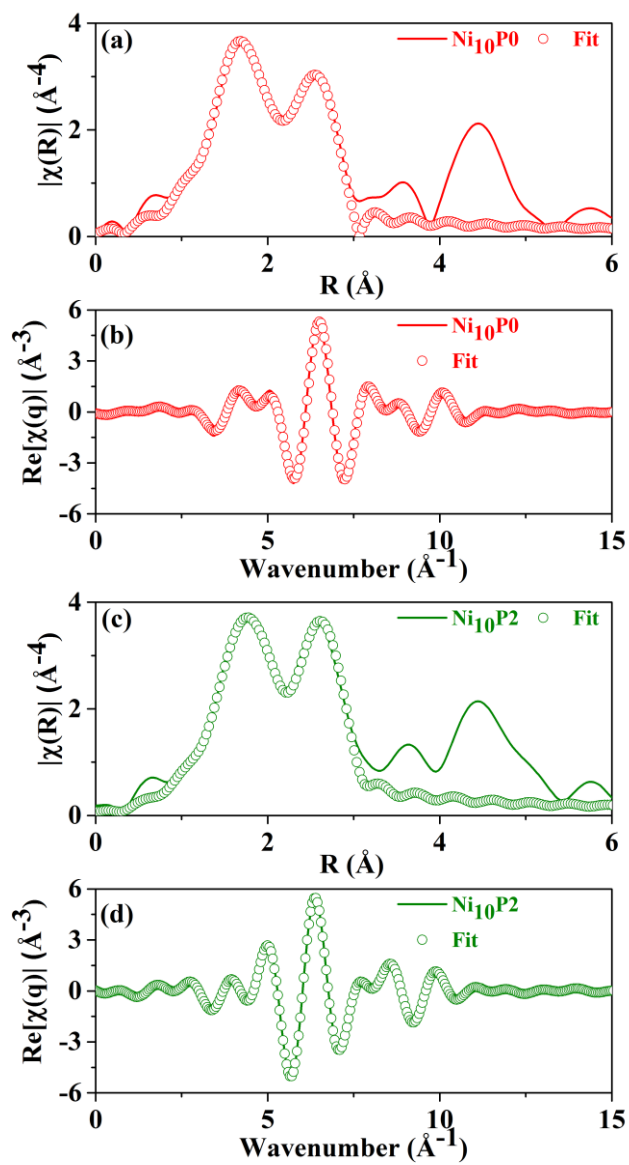 (a)
Ni10P0 Fit
|χ(R)| (Å-4)
4
2
0
0 2 4 6
R (Å)
(b)
Ni10P0
Fit
Re[χ(q)| (Å-3)
6
3
0
-3
-6
0 5 10 15
Wavenumber (Å-1)
(c)
Ni10P2 Fit
|χ(R)| (Å-4)
4
2
0
0 2 4 6
R (Å)
(d)
Ni10P2
Fit
Re[χ(q)| (Å-3)
6
3
0
-3
-6
0 5 10 15
Wavenumber (Å-1)